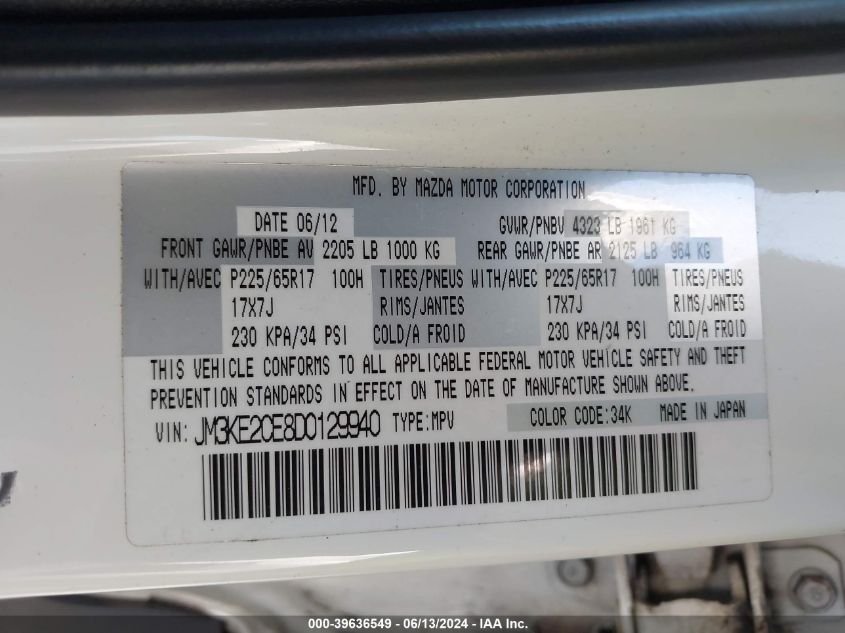 MFD. BY MAZDA MOTOR CORPORATION
DATE 06/12 GVWR/PNBV 4323 LB 1961 KG
FRONT GAWR/PNBE AV 2205 LB 1000 KG REAR GAWR/PNBE AR 2125 LB 964 KG
WITH/AVEC P225/65R17 100H TIRES/PNEUS WITH/AVEC P225/65R17 100H TIRES/PNEUS
17X7J RIMS/JANTES 17X7J RIMS/JANTES
230 KPA/34 PSI COLD/A FROID 230 KPA/34 PSI COLD/A FROID
THIS VEHICLE CONFORMS TO ALL APPLICABLE FEDERAL MOTOR VEHICLE SAFETY AND THEFT
PREVENTION STANDARDS IN EFFECT ON THE DATE OF MANUFACTURE SHOWN ABOVE.
VIN: JM3KE2CE8D0129940 TYPE:MPV COLOR CODE:34K MADE IN JAPAN
000-39636549 - 06/13/2024 - IAAI.com